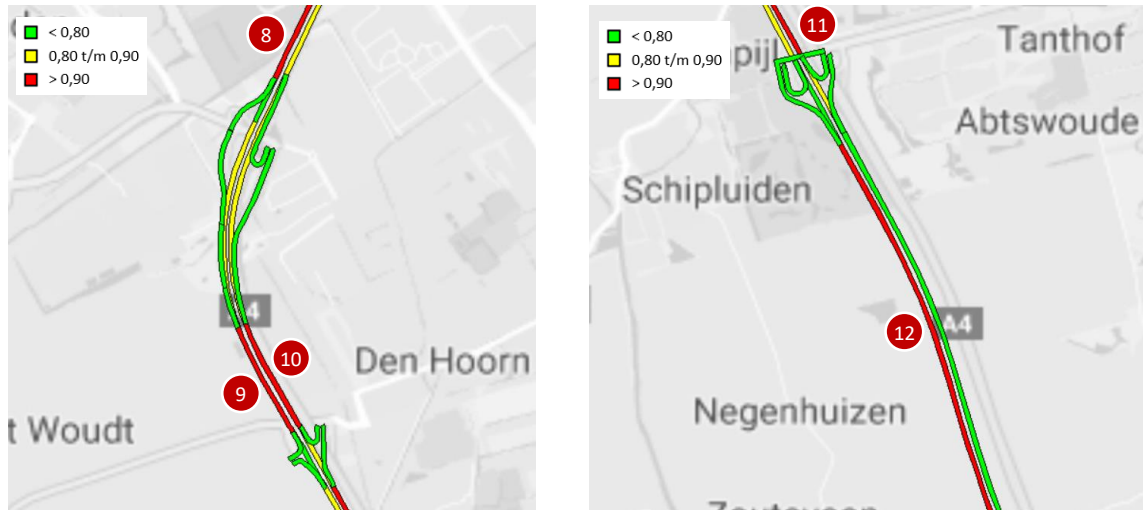 < 0,80
0,80 t/m 0,90
> 0,90
8
A4
10
9
Den Hoorn
t Woudt
< 0,80
0,80 t/m 0,90
> 0,90
11
pijl
Tanthof
Abtswoude
Schipluiden
12
A4
Negenhuizen